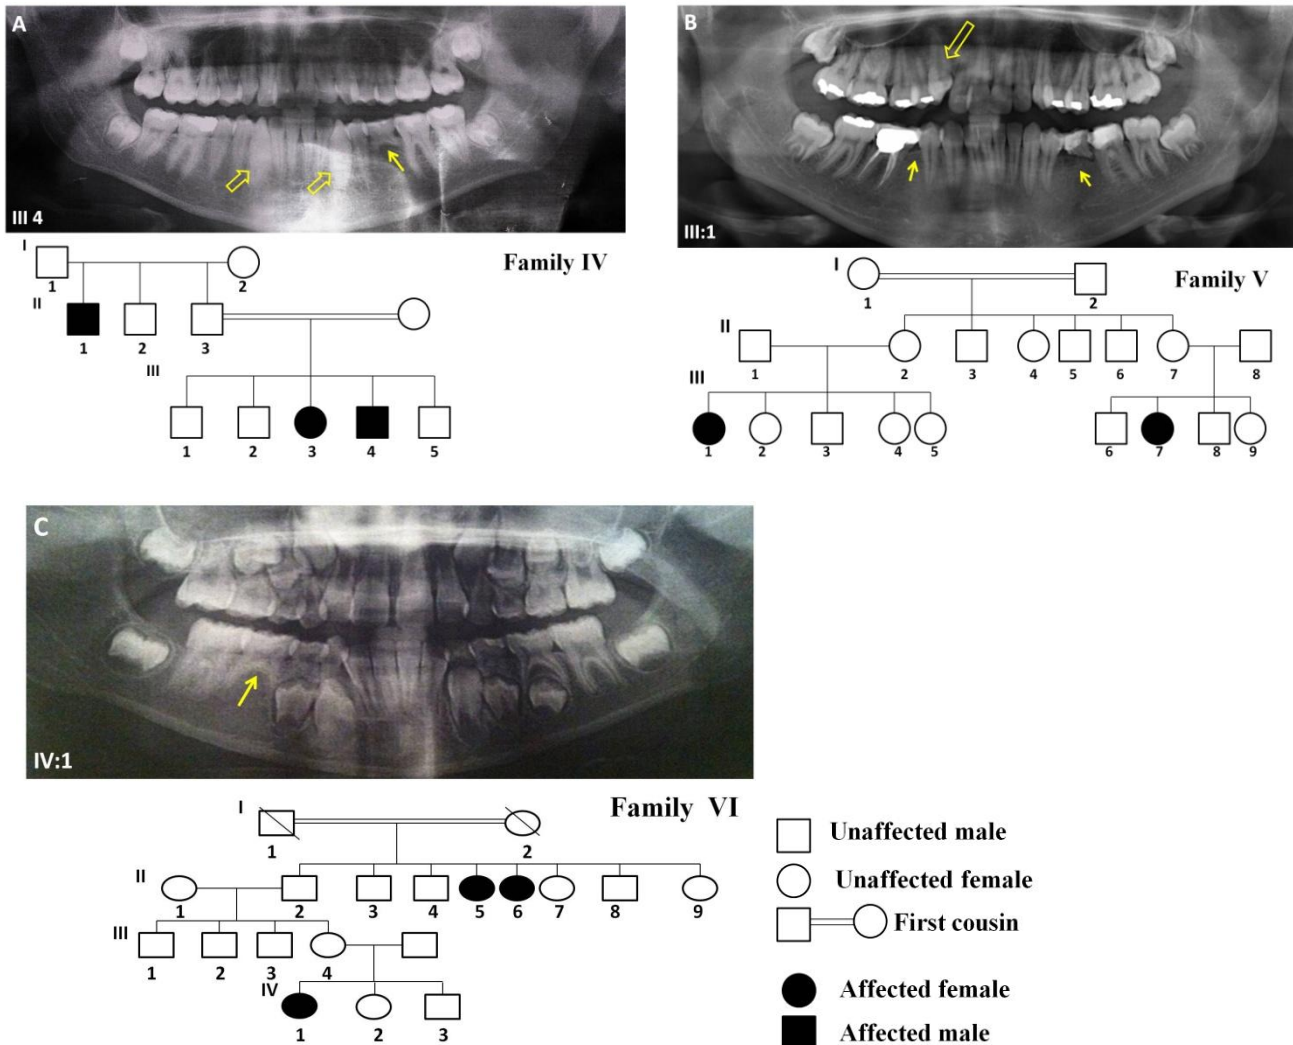 A
III 4
I
1
2
Family IV
II
1
2
3
III
1
2
3
4
5
B
III:1
I
1
2
Family V
II
1
2
3
4
5
6
7
8
III
1
2
3
4
5
6
7
8
9
C
IV:1
I
1
2
Family VI
II
1
2
3
4
5
6
7
8
9
III
1
2
3
4
IV
1
2
3
Unaffected male
Unaffected female
First cousin
Affected female
Affected male